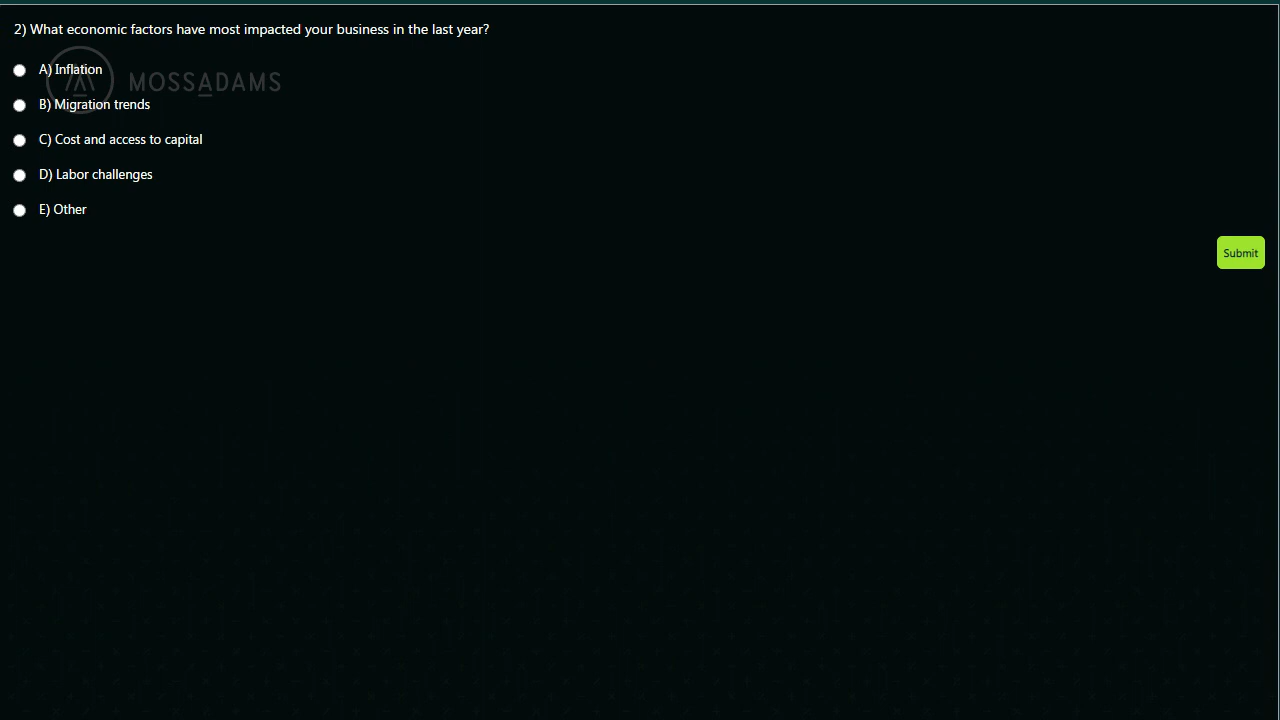 2) What economic factors have most impacted your business in the last year?
A) Inflation
MOSSADAMS
B) Migration trends
C) Cost and access to capital
D) Labor challenges
E) Other
Submit